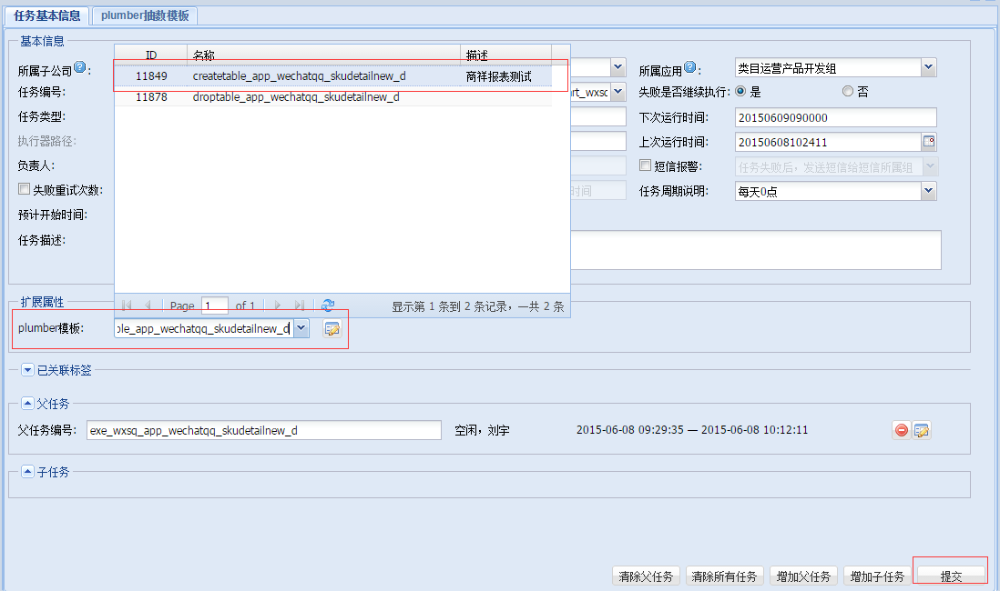 任务基本信息 plumber抽数模板
基本信息
ID 名称 描述
所属子公司 : 11849 createtable_app_wechatqq_skudetailnew_d 商祥报表测试 所属应用 : 类目运营产品开发组
任务编号: 11878 droptable_app_wechatqq_skudetailnew_d rt_wxsc 失败是否继续执行: 是 否
任务类型: 下次运行时间: 20150609090000
执行器路径: 上次运行时间: 20150608102411
负责人: 短信报警: 任务失败后，发送短信给短信所属组
失败重试次数: 时间 任务周期说明: 每天0点
预计开始时间:
任务描述:
Page 1 of 1 显示第 1 条到 2 条记录，一共 2 条
扩展属性
plumber模板: ble_app_wechatqq_skudetailnew_d
已关联标签
父任务
父任务编号: exe_wxsq_app_wechatqq_skudetailnew_d 空闲，刘宇 2015-06-08 09:29:35 — 2015-06-08 10:12:11
子任务
清除父任务 清除所有任务 增加父任务 增加子任务 提交